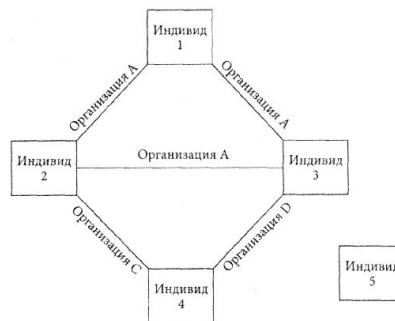 Индивид
1
Организация A
Организация A
Организация A
Индивид
2
Индивид
3
Организация C
Организация D
Индивид
4
Индивид
5